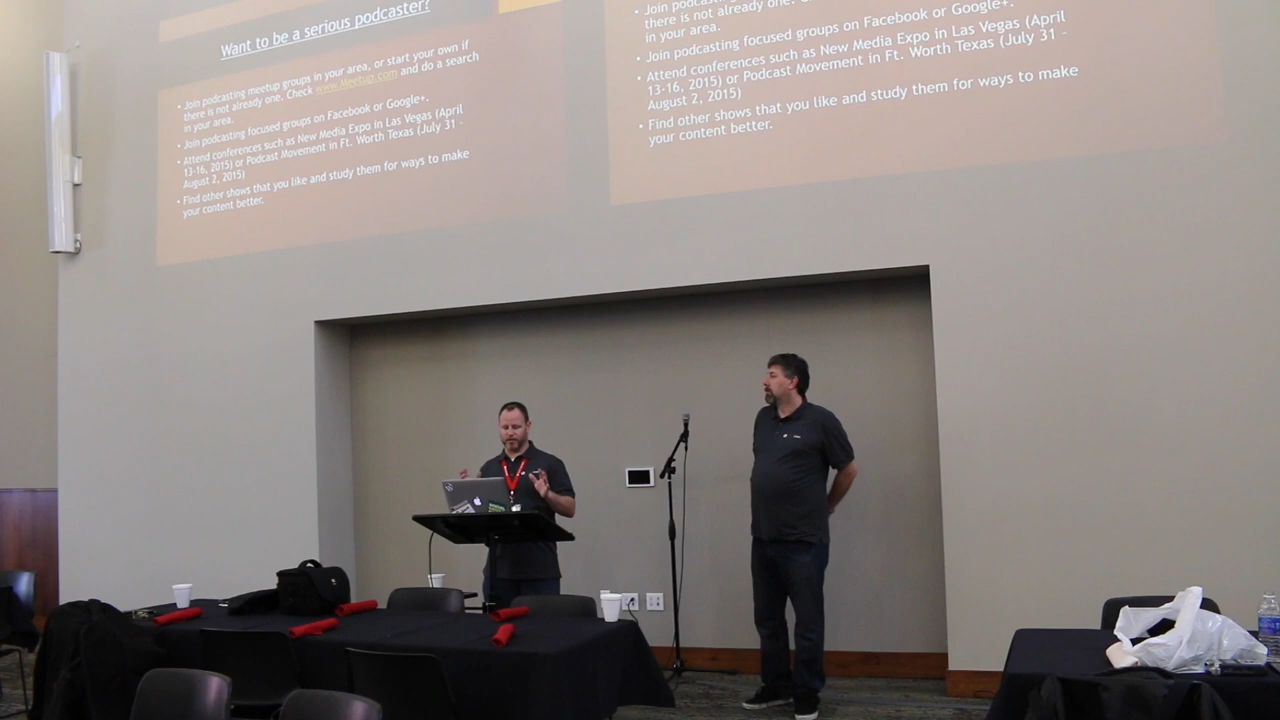 Want to be a serious podcaster?
• Join podcasting meetup groups in your area, or start your own if
there is not already one. Check www.Meetup.com and do a search
in your area.
• Join podcasting focused groups on Facebook or Google+.
• Attend conferences such as New Media Expo in Las Vegas (April
13-16, 2015) or Podcast Movement in Ft. Worth Texas (July 31 -
August 2, 2015)
• Find other shows that you like and study them for ways to make
your content better.
• Join podcasting
there is not already one.
in your area.
• Join podcasting focused groups on Facebook or Google+.
• Attend conferences such as New Media Expo in Las Vegas (April
13-16, 2015) or Podcast Movement in Ft. Worth Texas (July 31 -
August 2, 2015)
• Find other shows that you like and study them for ways to make
your content better.